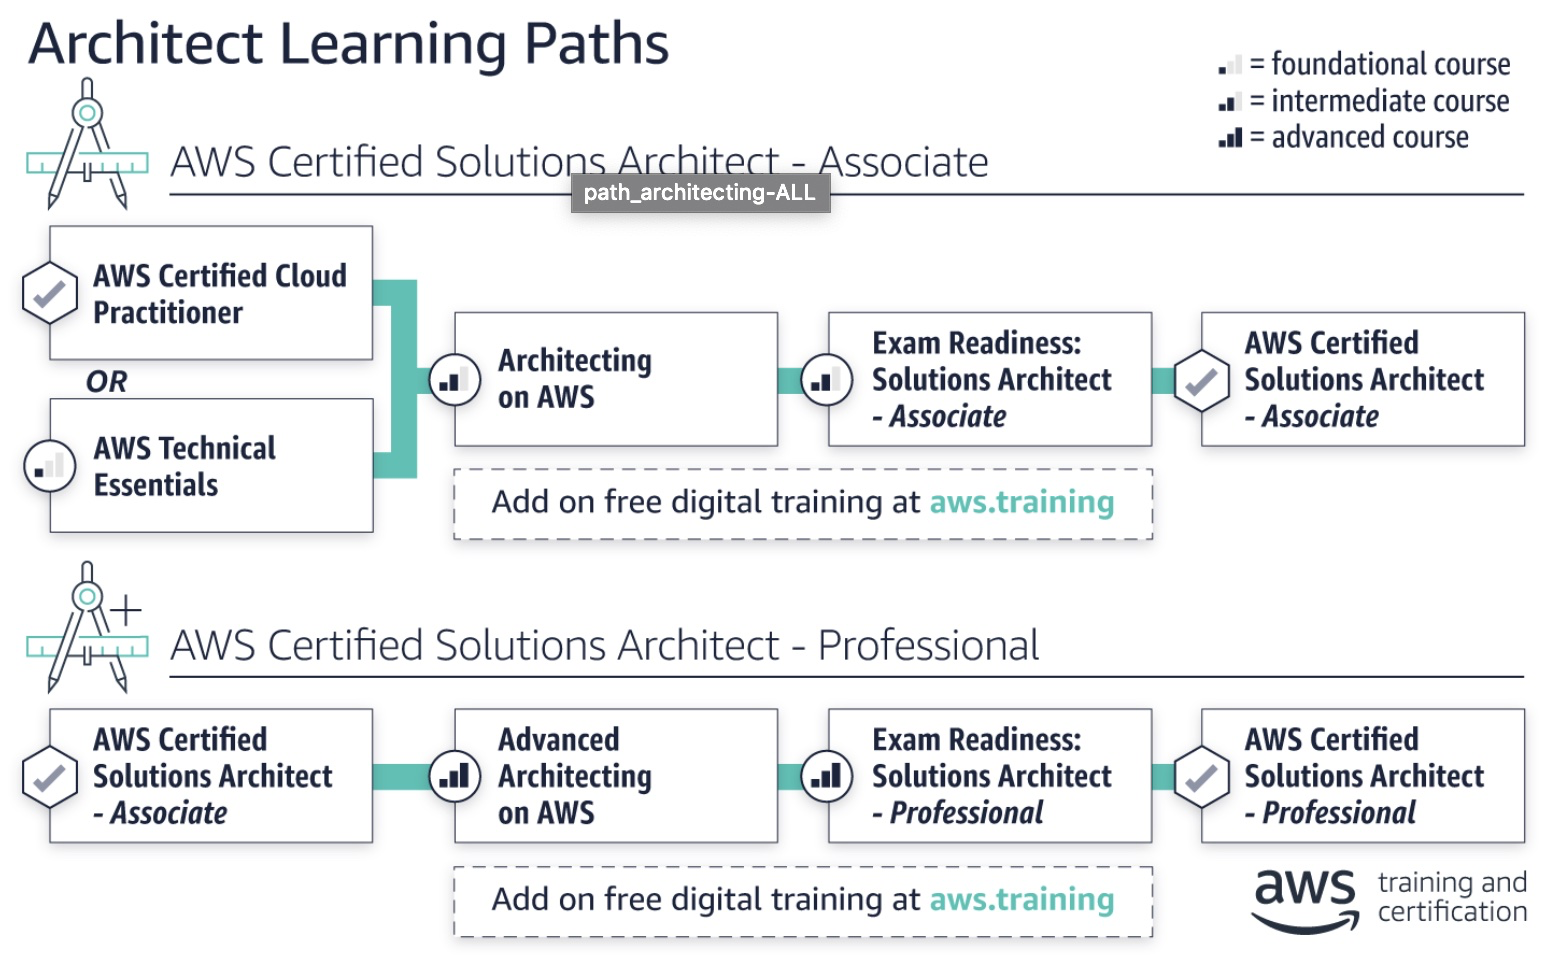 Architect Learning Paths
= foundational course
= intermediate course
= advanced course
AWS Certified Solutions Architect - Associate
path_architecting-ALL
AWS Certified Cloud
Practitioner
OR
AWS Technical
Essentials
Architecting
on AWS
Exam Readiness:
Solutions Architect
- Associate
AWS Certified
Solutions Architect
- Associate
Add on free digital training at aws.training
AWS Certified Solutions Architect - Professional
AWS Certified
Solutions Architect
- Associate
Advanced
Architecting
on AWS
Exam Readiness:
Solutions Architect
- Professional
AWS Certified
Solutions Architect
- Professional
Add on free digital training at aws.training
aws training and
certification